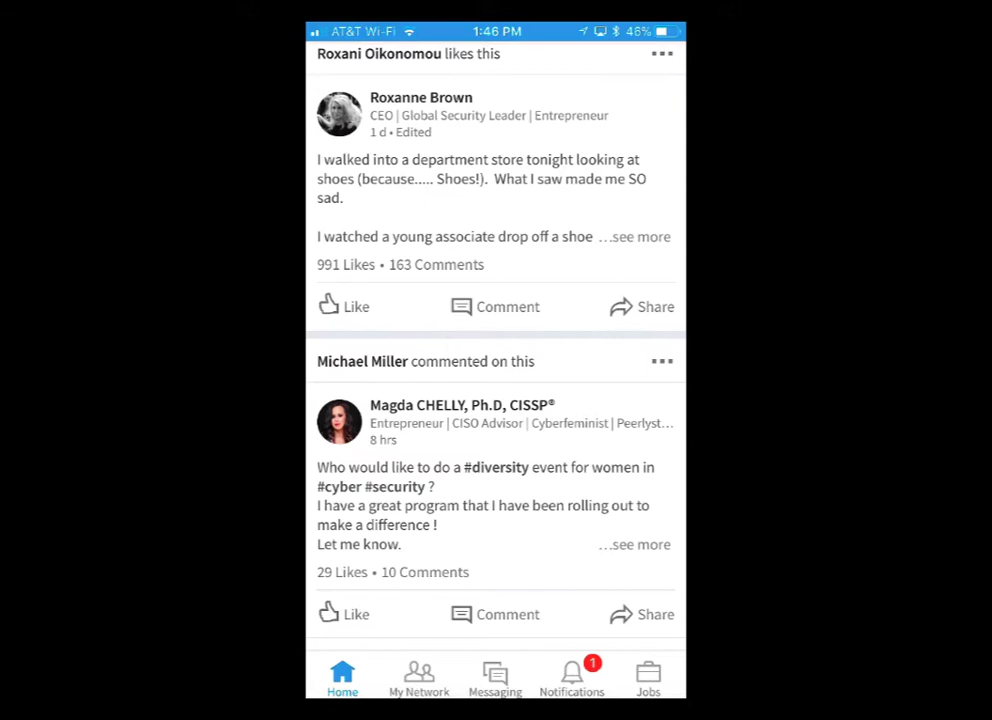 AT&T Wi-Fi 1:46 PM 46%
Roxani Oikonomou likes this
Roxanne Brown
CEO | Global Security Leader | Entrepreneur
1 d • Edited
I walked into a department store tonight looking at
shoes (because..... Shoes!). What I saw made me SO
sad.
I watched a young associate drop off a shoe ...see more
991 Likes • 163 Comments
Like Comment Share
Michael Miller commented on this
Magda CHELLY, Ph.D, CISSP®
Entrepreneur | CISO Advisor | Cyberfeminist | Peerlyst...
8 hrs
Who would like to do a #diversity event for women in
#cyber #security ?
I have a great program that I have been rolling out to
make a difference !
Let me know. ...see more
29 Likes • 10 Comments
Like Comment Share
1
Home My Network Messaging Notifications Jobs